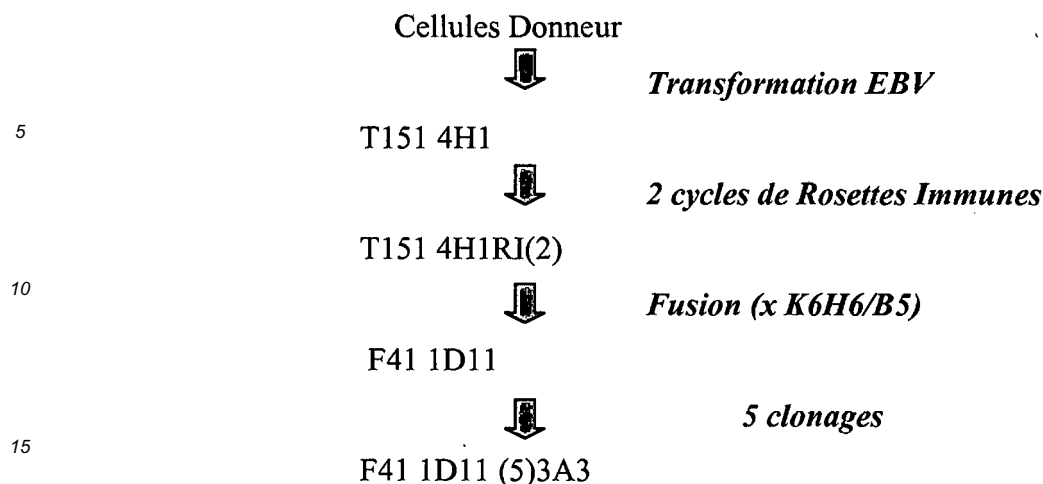 Cellules Donneur
Transformation EBV
5
T151 4H1
2 cycles de Rosettes Immunes
T151 4H1RI(2)
10
Fusion (x K6H6/B5)
F41 1D11
5 clonages
15
F41 1D11 (5)3A3